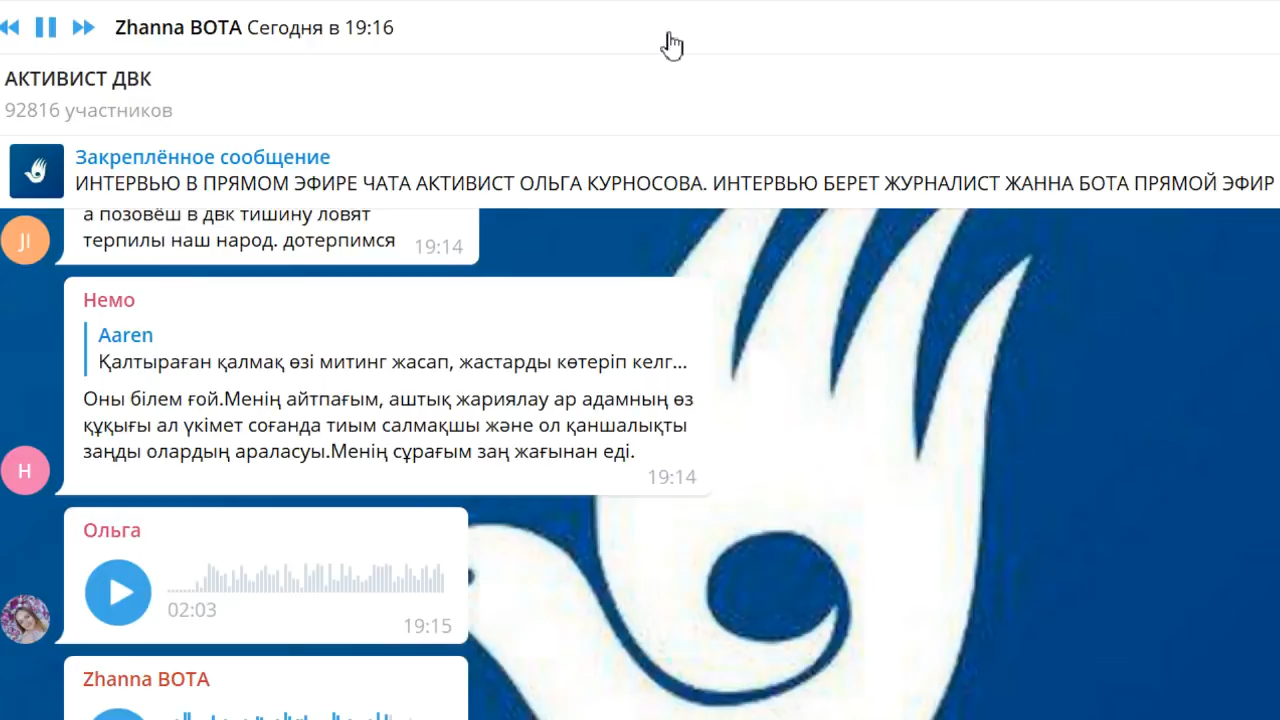 Zhanna BOTA Сегодня в 19:16
АКТИВИСТ ДВК
92816 участников
Закреплённое сообщение
ИНТЕРВЬЮ В ПРЯМОМ ЭФИРЕ ЧАТА АКТИВИСТ ОЛЬГА КУРНОСОВА. ИНТЕРВЬЮ БЕРЕТ ЖУРНАЛИСТ ЖАННА БОТА ПРЯМОЙ ЭФИР
а позовёш в двк тишину ловят
терпилы наш народ. дотерпимся
19:14
JI
Немо
Aaren
Қалтыраған қалмақ өзі митинг жасап, жастарды көтеріп келг...
Оны білем ғой.Менің айтпағым, аштық жариялау ар адамның өз
құқығы ал үкімет соғанда тиым салмақшы және ол қаншалықты
заңды олардың араласуы.Менің сұрағым заң жағынан еді.
19:14
Н
Ольга
02:03
19:15
Zhanna BOTA